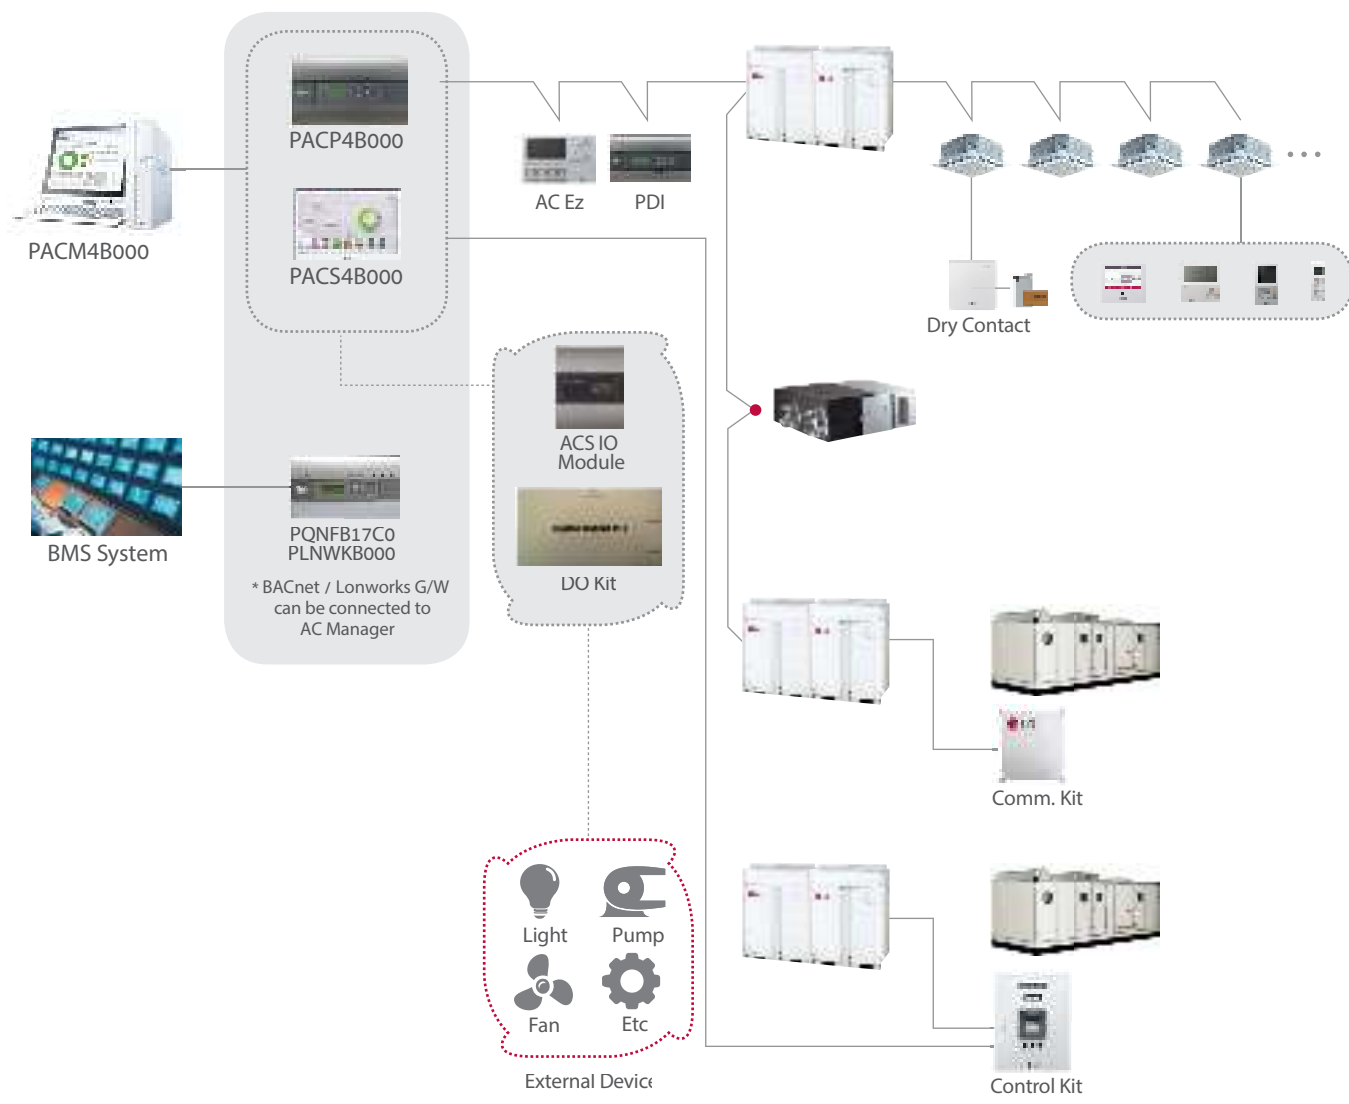 PACP4B000
PACM4B000
PACS4B000
AC Ez
PDI
Dry Contact
ACS IO
Module
DO Kit
BMS System
PQNFB17C0
PLNWKB000
* BACnet / Lonworks G/W
can be connected to
AC Manager
Comm. Kit
Light
Pump
Fan
Etc
External Device
Control Kit